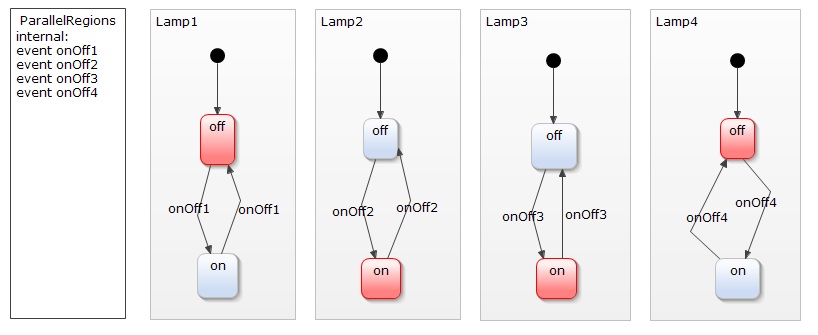 ParallelRegions
internal:
event onOff1
event onOff2
event onOff3
event onOff4
Lamp1
off
onOff1
onOff1
on
Lamp2
off
onOff2
onOff2
on
Lamp3
off
onOff3
onOff3
on
Lamp4
off
onOff4
onOff4
on